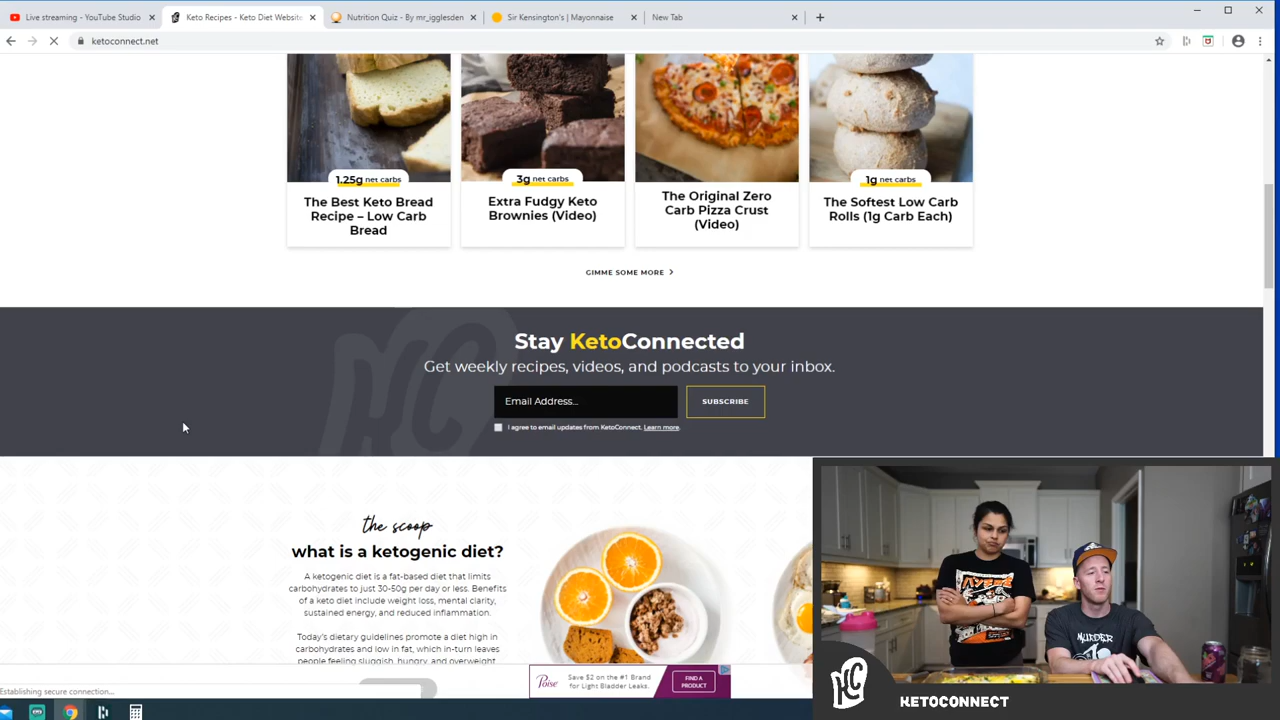 Live streaming - YouTube Studio
Keto Recipes - Keto Diet Website
Nutrition Quiz - By mr_igglesden
Sir Kensington's | Mayonnaise
New Tab
ketoconnect.net
1.25g net carbs
3g net carbs
1g net carbs
The Best Keto Bread
Recipe – Low Carb
Bread
Extra Fudgy Keto
Brownies (Video)
The Original Zero
Carb Pizza Crust
(Video)
The Softest Low Carb
Rolls (1g Carb Each)
GIMME SOME MORE
Stay KetoConnected
Get weekly recipes, videos, and podcasts to your inbox.
Email Address...
SUBSCRIBE
I agree to email updates from KetoConnect. Learn more.
the scoop
what is a ketogenic diet?
A ketogenic diet is a fat-based diet that limits
carbohydrates to just 30-50g per day or less. Benefits
of a keto diet include weight loss, mental clarity,
sustained energy, and reduced inflammation.
Today's dietary guidelines promote a diet high in
carbohydrates and low in fat, which in-turn leaves
people feeling sluggish, hungry, and overweight.
Poise
Save $2 on the #1 Brand
for Light Bladder Leaks.
FIND A
PRODUCT
Establishing secure connection...
MURDER
KC
KETOCONNECT